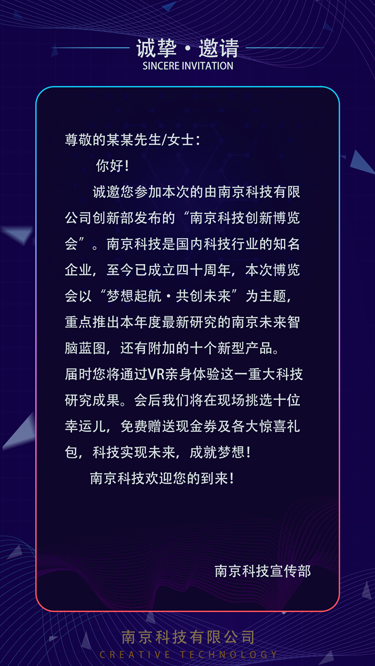 诚挚·邀请
SINCERE INVITATION
尊敬的某某先生/女士：
你好！
诚邀您参加本次的由南京科技有限
公司创新部发布的“南京科技创新博览
会”。南京科技是国内科技行业的知名
企业，至今已成立四十周年，本次博览
会以“梦想起航·共创未来”为主题，
重点推出本年度最新研究的南京未来智
脑蓝图，还有附加的十个新型产品。
届时您将通过VR亲身体验这一重大科技
研究成果。会后我们将在现场挑选十位
幸运儿，免费赠送现金券及各大惊喜礼
包，科技实现未来，成就梦想！
南京科技欢迎您的到来！
南京科技宣传部
南京科技有限公司
CREATIVE TECHNOLOGY